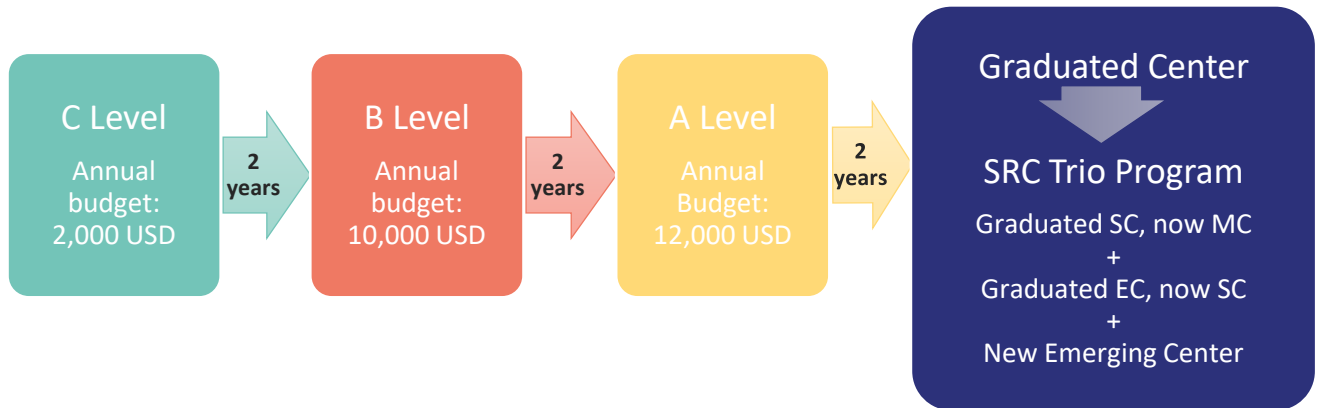 C Level
Annual
budget:
2,000 USD
2
years
B Level
Annual
budget:
10,000 USD
2
years
A Level
Annual
Budget:
12,000 USD
2
years
Graduated Center
SRC Trio Program
Graduated SC, now MC
+
Graduated EC, now SC
+
New Emerging Center